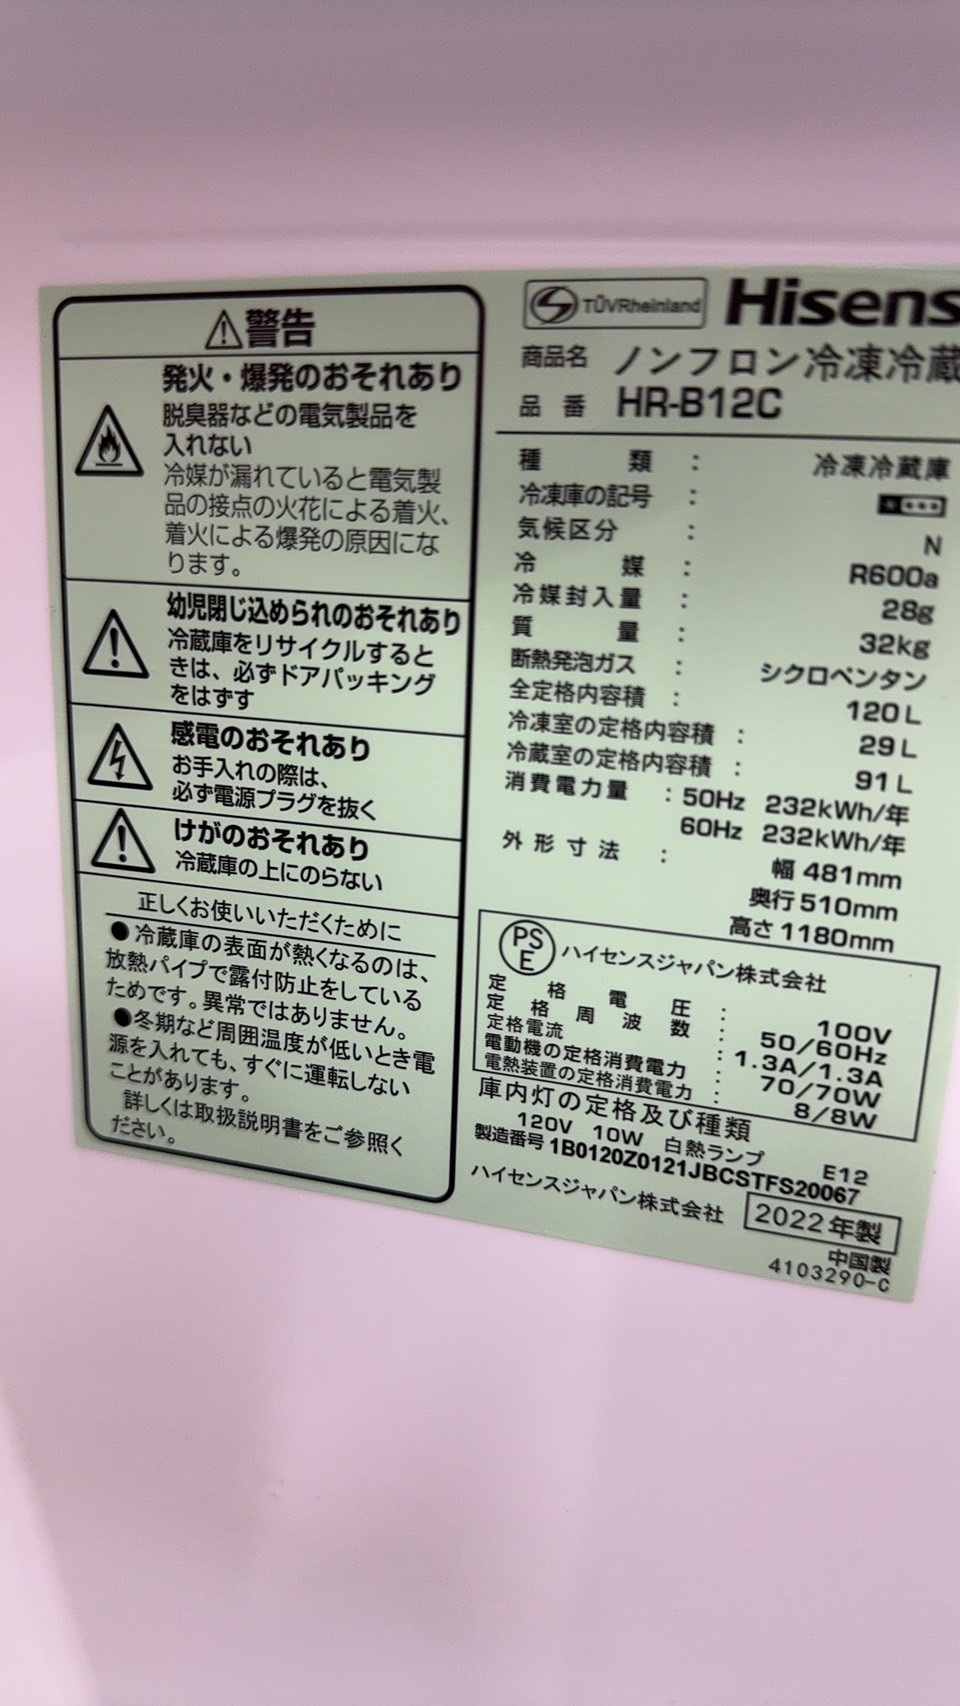 警告
発火・爆発のおそれあり
脱臭器などの電気製品を
入れない
冷媒が漏れていると電気製
品の接点の火花による着火、
着火による爆発の原因にな
ります。
幼児閉じ込められのおそれあり
冷蔵庫をリサイクルすると
きは、必ずドアパッキング
をはずす
感電のおそれあり
お手入れの際は、
必ず電源プラグを抜く
けがのおそれあり
冷蔵庫の上にのらない
正しくお使いいただくために
●冷蔵庫の表面が熱くなるのは、
放熱パイプで露付防止をしている
ためです。異常ではありません。
●冬期など周囲温度が低いとき電
源を入れても、すぐに運転しない
ことがあります。
詳しくは取扱説明書をご参照く
ださい。
TÜVRheinland Hisens
商品名 ノンフロン冷凍冷蔵
品番 HR-B12C
種類 : 冷凍冷蔵庫
冷凍庫の記号 :
気候区分 : N
冷媒 : R600a
冷媒封入量 : 28g
質量 : 32kg
断熱発泡ガス : シクロペンタン
全定格内容積 : 120L
冷凍室の定格内容積 : 29L
冷蔵室の定格内容積 : 91L
消費電力量 : 50Hz 232kWh/年
60Hz 232kWh/年
外形寸法 : 幅 481mm
奥行 510mm
高さ 1180mm
PSE ハイセンスジャパン株式会社
定格電圧 : 100V
定格周波数 : 50/60Hz
定格電流 : 1.3A/1.3A
電動機の定格消費電力 : 70/70W
電熱装置の定格消費電力 : 8/8W
庫内灯の定格及び種類
120V 10W 白熱ランプ E12
製造番号 1B0120Z0121JBCSTFS20067
ハイセンスジャパン株式会社 2022年製
中国製
4103290-C